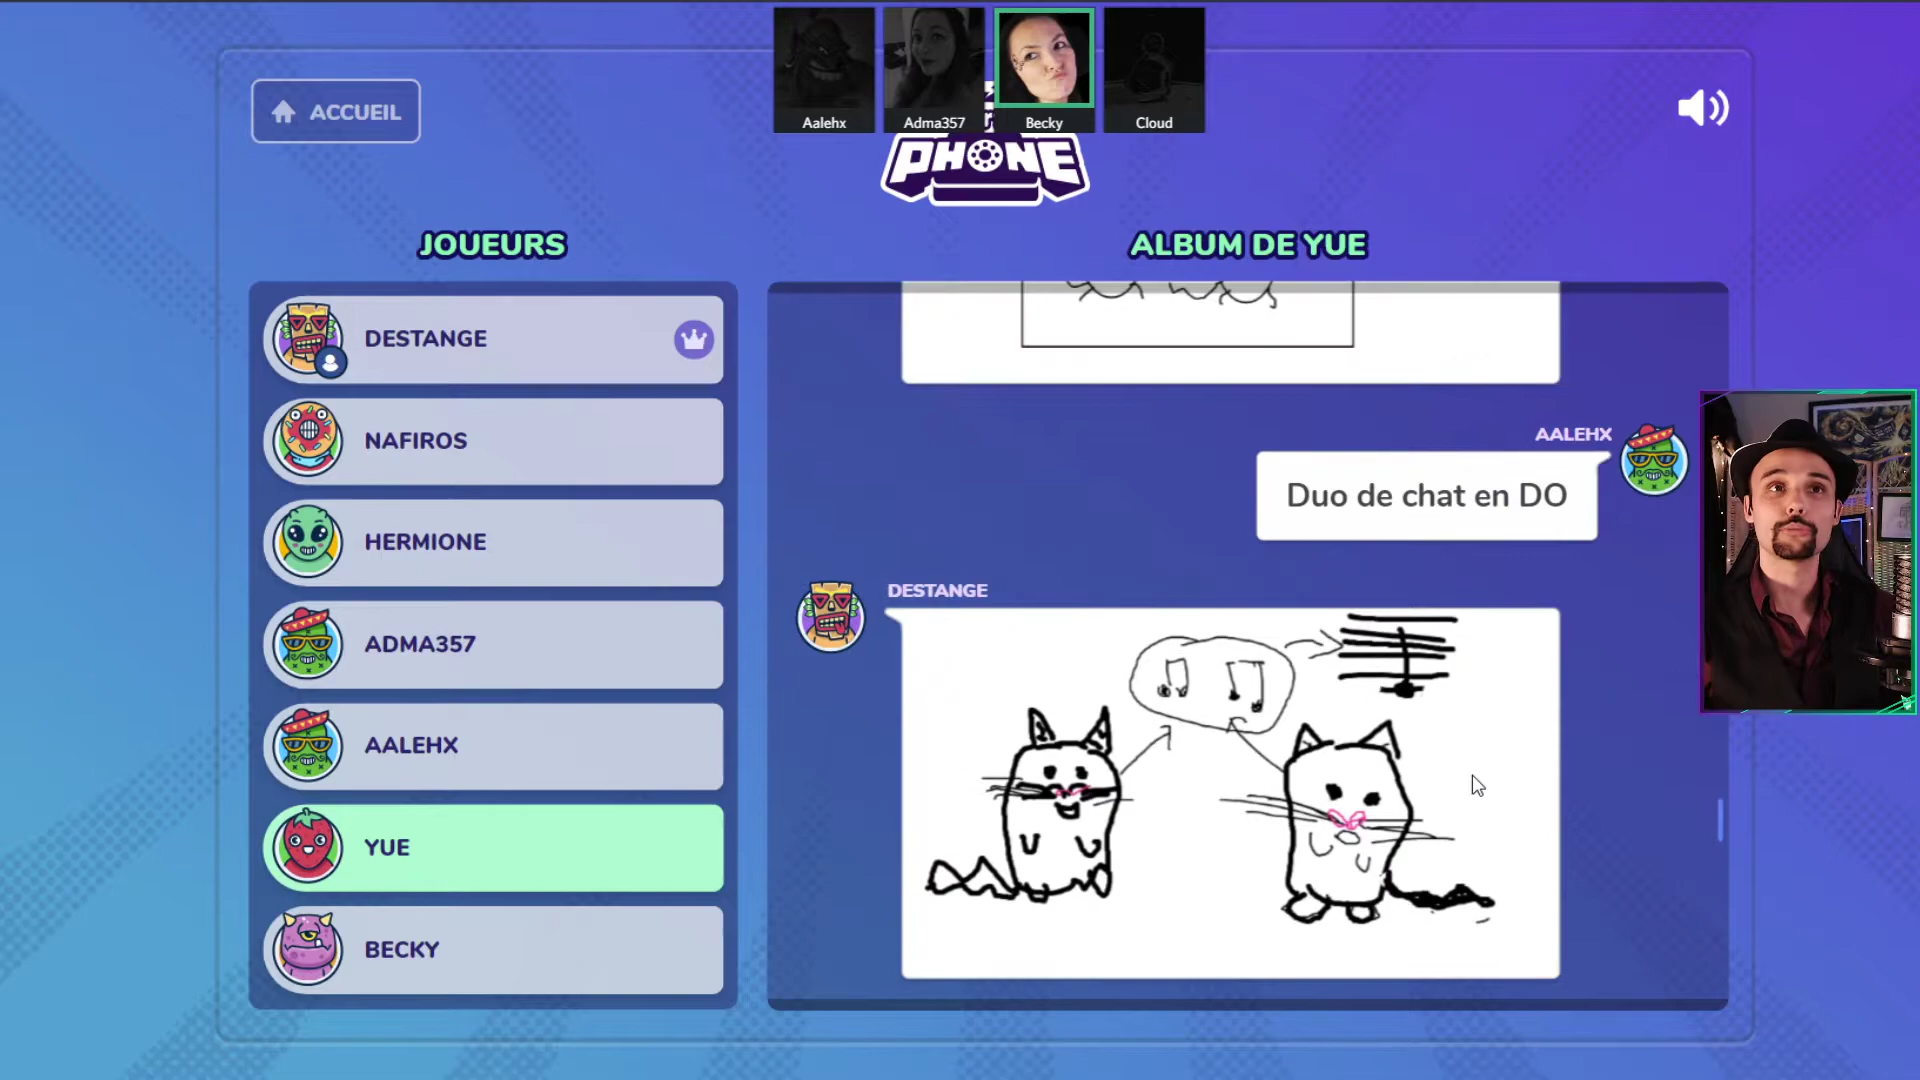 Aalehx
Adma357
Becky
Cloud
ACCUEIL
PHONE
JOUEURS
ALBUM DE YUE
DESTANGE
NAFIROS
HERMIONE
ADMA357
AALEHX
YUE
BECKY
AALEHX
Duo de chat en DO
DESTANGE